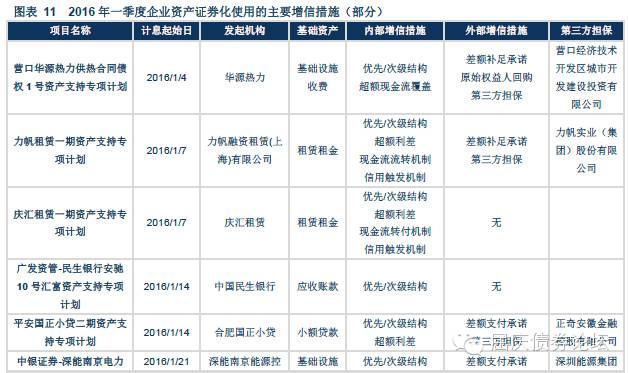 图表 11 2016 年一季度企业资产证券化使用的主要增信措施（部分）
项目名称 计息起始日 发起机构 基础资产 内部增信措施 外部增信措施 第三方担保
营口华源热力供热合同债
权 1 号资产支持专项计划
2016/1/4
华源热力
基础设施
收费
优先/次级结构
超额现金流覆盖
差额补足承诺
原始权益人回购
第三方担保
营口经济技术
开发区城市开
发建设投资有
限公司
力帆租赁一期资产支持专
项计划
2016/1/7
力帆融资租赁(上
海)有限公司
租赁租金
优先/次级结构
超额利差
现金流流转机制
信用触发机制
差额补足承诺
第三方担保
力帆实业（集
团）股份有限
公司
庆汇租赁一期资产支持专
项计划
2016/1/7
庆汇租赁
租赁租金
优先/次级结构
超额利差
现金流转付机制
信用触发机制
无
广发资管-民生银行安驰
10 号汇富资产支持专项
计划
2016/1/14
中国民生银行
应收账款
优先/次级结构
无
平安国正小贷二期资产支
持专项计划
2016/1/14
合肥国正小贷
小额贷款
优先/次级结构
超额利差
差额支付承诺
第三方担保
正奇安徽金融
控股有限公司
中银证券-深能南京电力
2016/1/21
深能南京能源控
基础设施
优先/次级结构
差额支付承诺
深圳能源集团
屈庆债券论坛